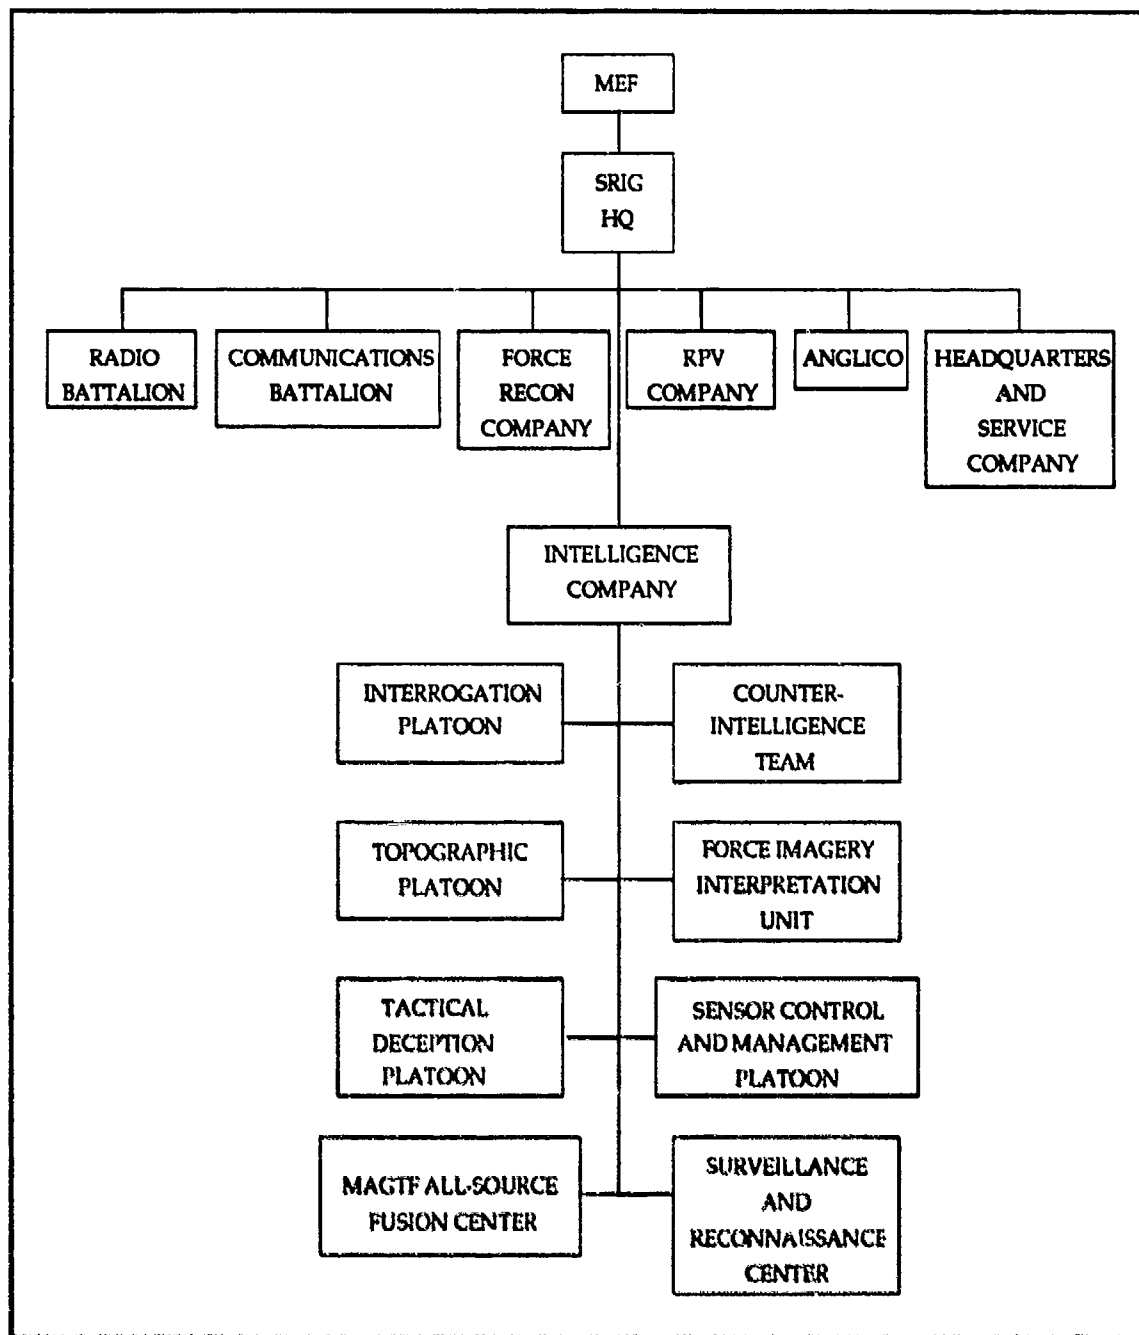 MEF
SRIG
HQ
RADIO
BATTALION
COMMUNICATIONS
BATTALION
FORCE
RECON
COMPANY
RPV
COMPANY
ANGLICO
HEADQUARTERS
AND
SERVICE
COMPANY
INTELLIGENCE
COMPANY
INTERROGATION
PLATOON
COUNTER-
INTELLIGENCE
TEAM
TOPOGRAPHIC
PLATOON
FORCE IMAGERY
INTERPRETATION
UNIT
TACTICAL
DECEPTION
PLATOON
SENSOR CONTROL
AND MANAGEMENT
PLATOON
MAGTF ALL-SOURCE
FUSION CENTER
SURVEILLANCE
AND
RECONNAISSANCE
CENTER